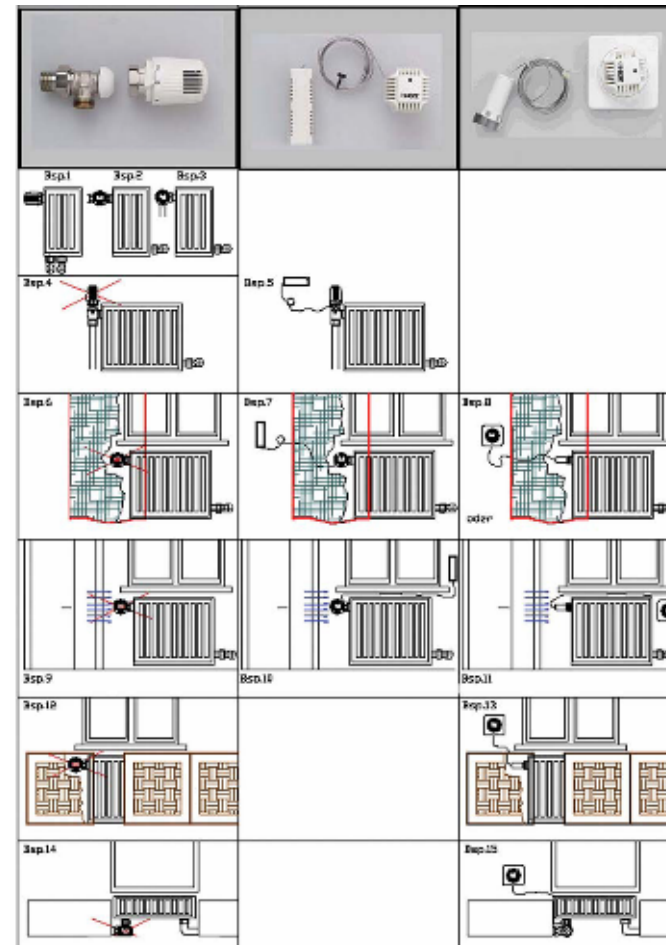 Bsp.1 Bsp.2 Bsp.3
Bsp.4 Bsp.5
Bsp.6 Bsp.7 Bsp.8
oder
Bsp.9 Bsp.10 Bsp.11
Bsp.12 Bsp.13
Bsp.14 Bsp.15